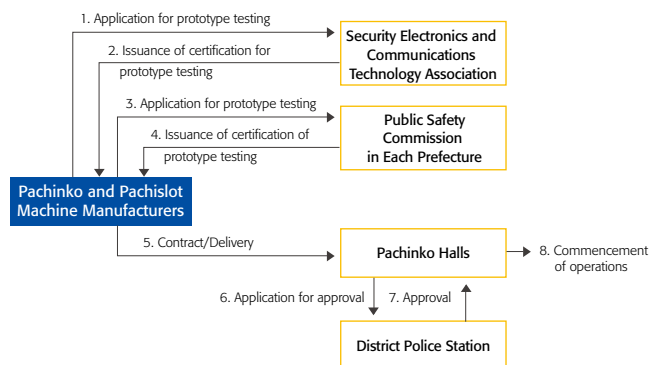 1. Application for prototype testing
Security Electronics and
Communications
Technology Association
2. Issuance of certification for
prototype testing
3. Application for prototype testing
Public Safety
Commission
in Each Prefecture
4. Issuance of certification of
prototype testing
Pachinko and Pachislot
Machine Manufacturers
5. Contract/Delivery
Pachinko Halls
8. Commencement
of operations
6. Application for approval
7. Approval
District Police Station